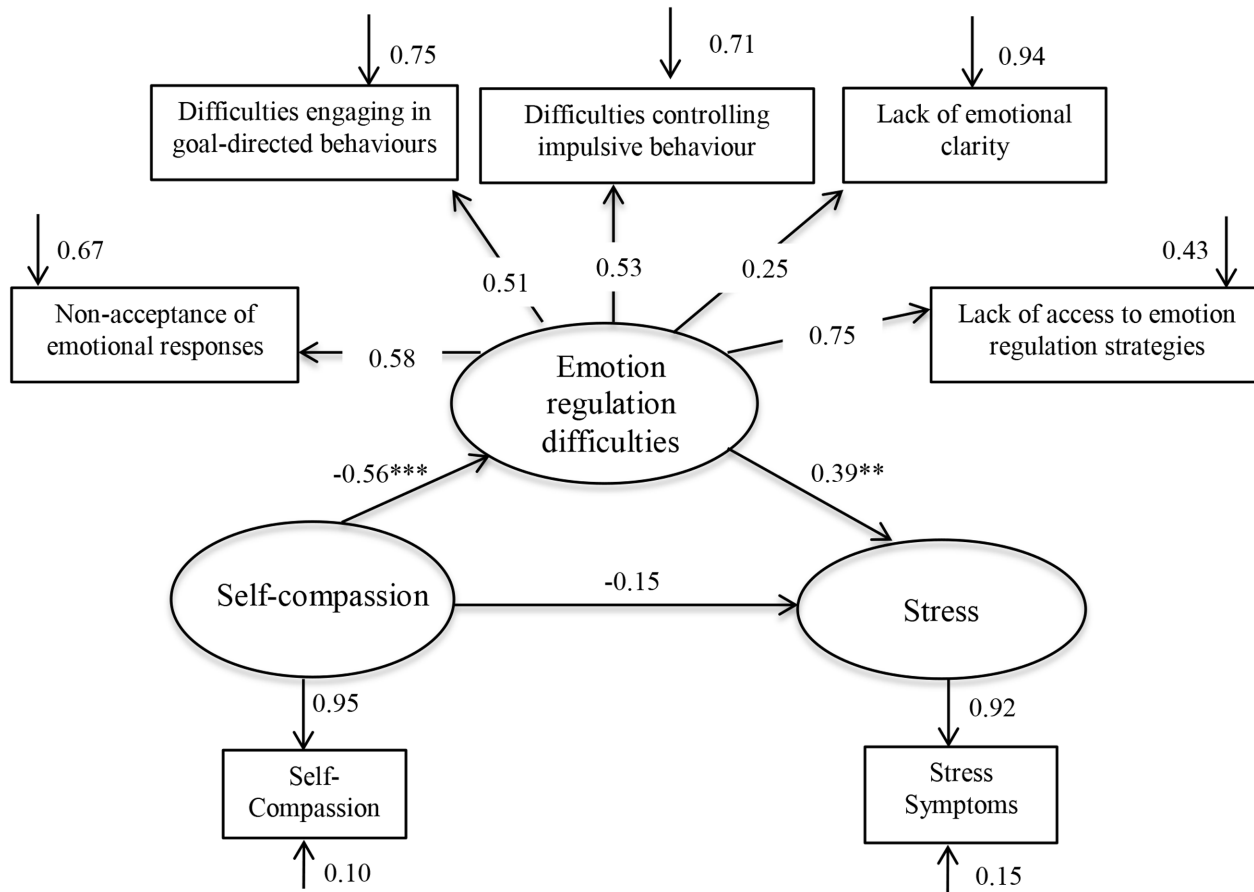 0.75
0.71
0.94
Difficulties engaging in
goal-directed behaviours
Difficulties controlling
impulsive behaviour
Lack of emotional
clarity
0.67
0.43
0.51
0.53
0.25
Non-acceptance of
emotional responses
0.58
0.75
Lack of access to emotion
regulation strategies
Emotion
regulation
difficulties
-0.56***
0.39**
Self-compassion
-0.15
Stress
0.95
0.92
Self-
Compassion
Stress
Symptoms
0.10
0.15